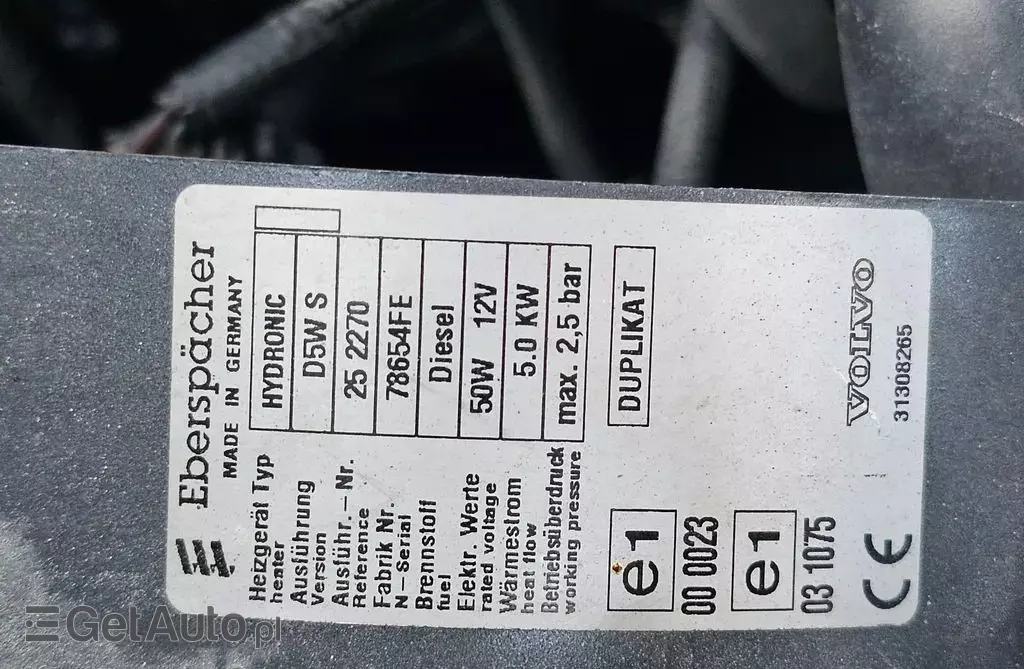 Eberspächer
MADE IN GERMANY
Heizgerät Typ HYDRONIC
heater
Ausführung D5W S
Version
Ausführ.-Nr. 25 2270
Reference
Fabrik Nr. 78654FE
N-Serial
Brennstoff Diesel
fuel
Elektr. Werte 50W 12V
rated voltage
Wärmestrom 5.0 KW
heat flow
Betriebsüberdruck max. 2,5 bar
working pressure
e1 DUPLIKAT
00 0023
e1
03 1075
CE VOLVO
31308265
GetAuto.pl